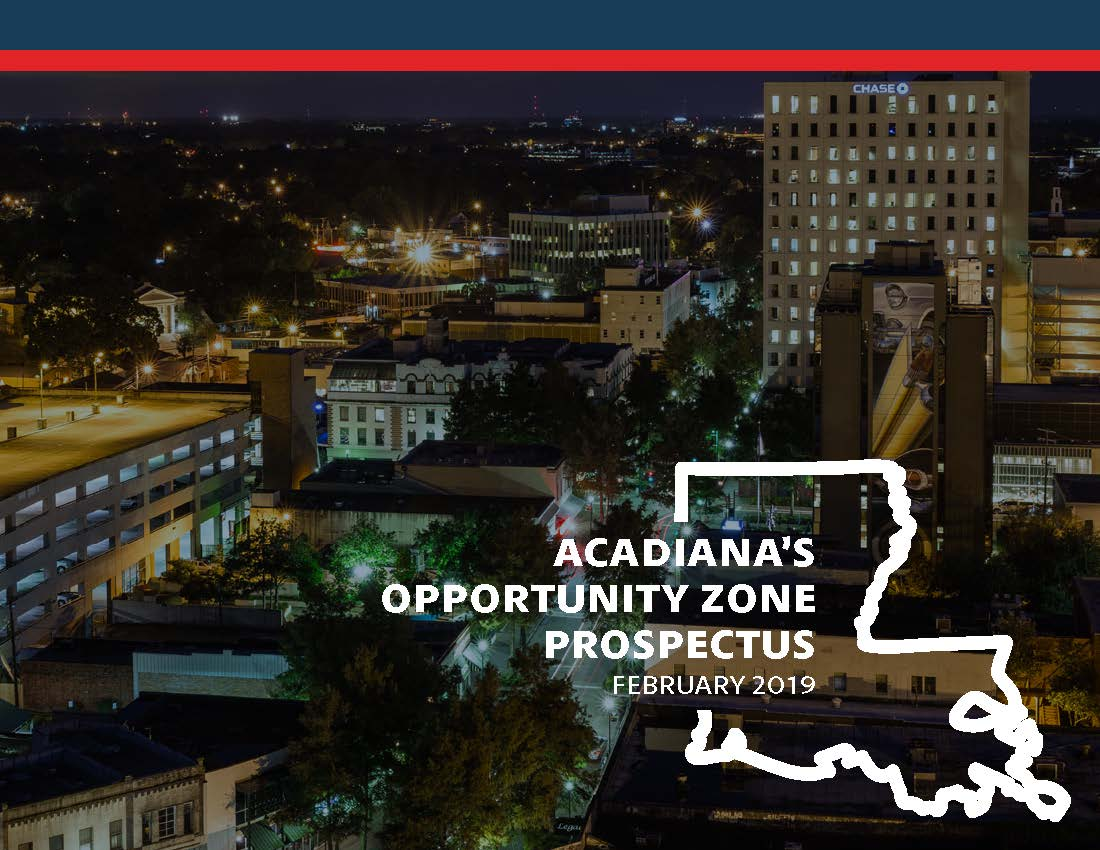 CHASE
ACADIANA'S
OPPORTUNITY ZONE
PROSPECTUS
FEBRUARY 2019